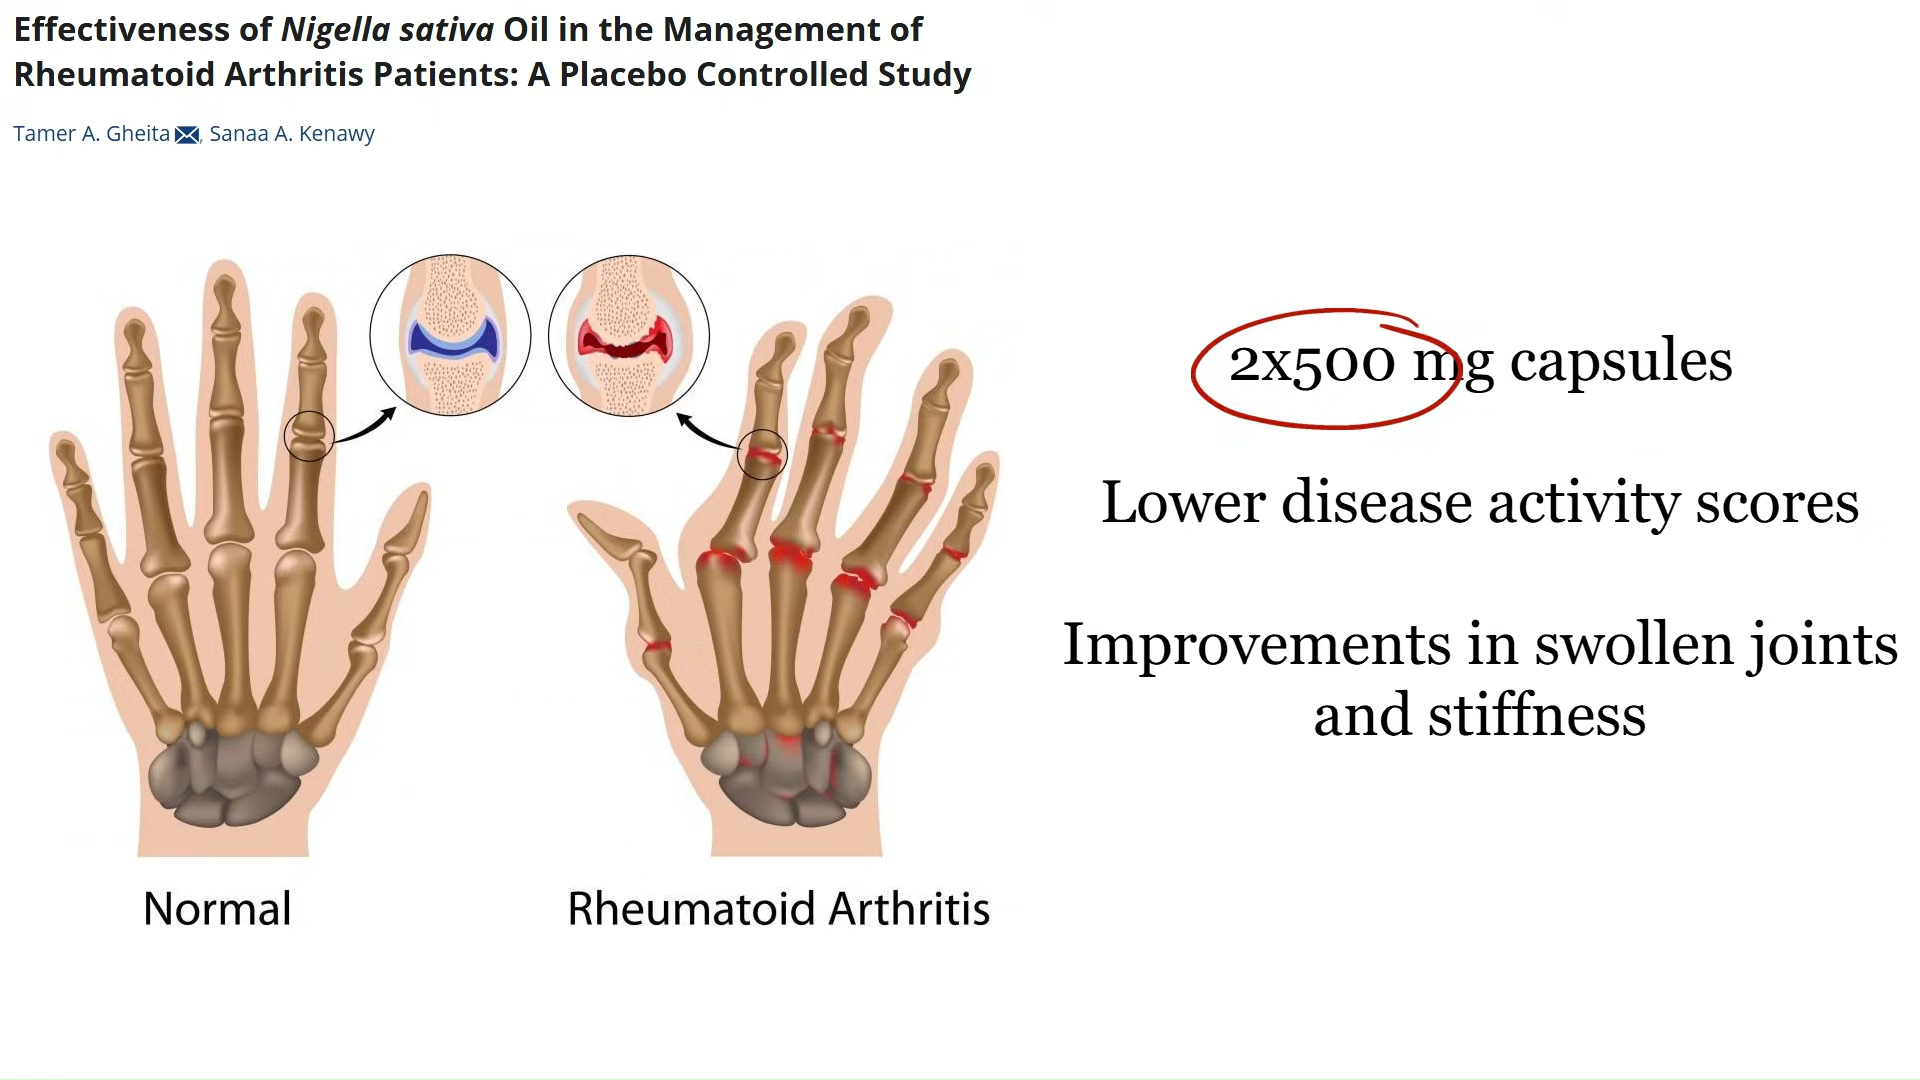 Effectiveness of Nigella sativa Oil in the Management of
Rheumatoid Arthritis Patients: A Placebo Controlled Study
Tamer A. Gheita, Sanaa A. Kenawy
2x500 mg capsules
Lower disease activity scores
Improvements in swollen joints
and stiffness
Normal
Rheumatoid Arthritis